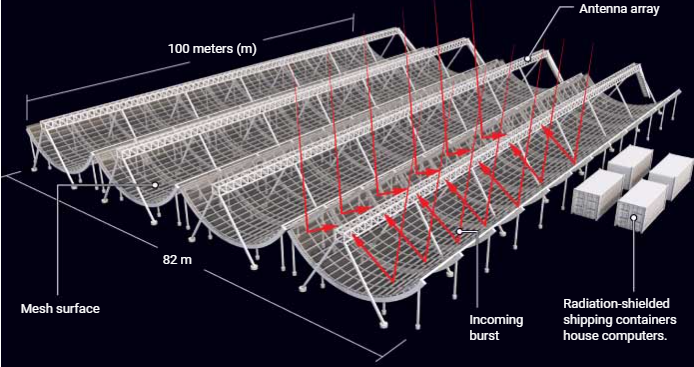 Antenna array
100 meters (m)
82 m
Mesh surface
Incoming
burst
Radiation-shielded
shipping containers
house computers.